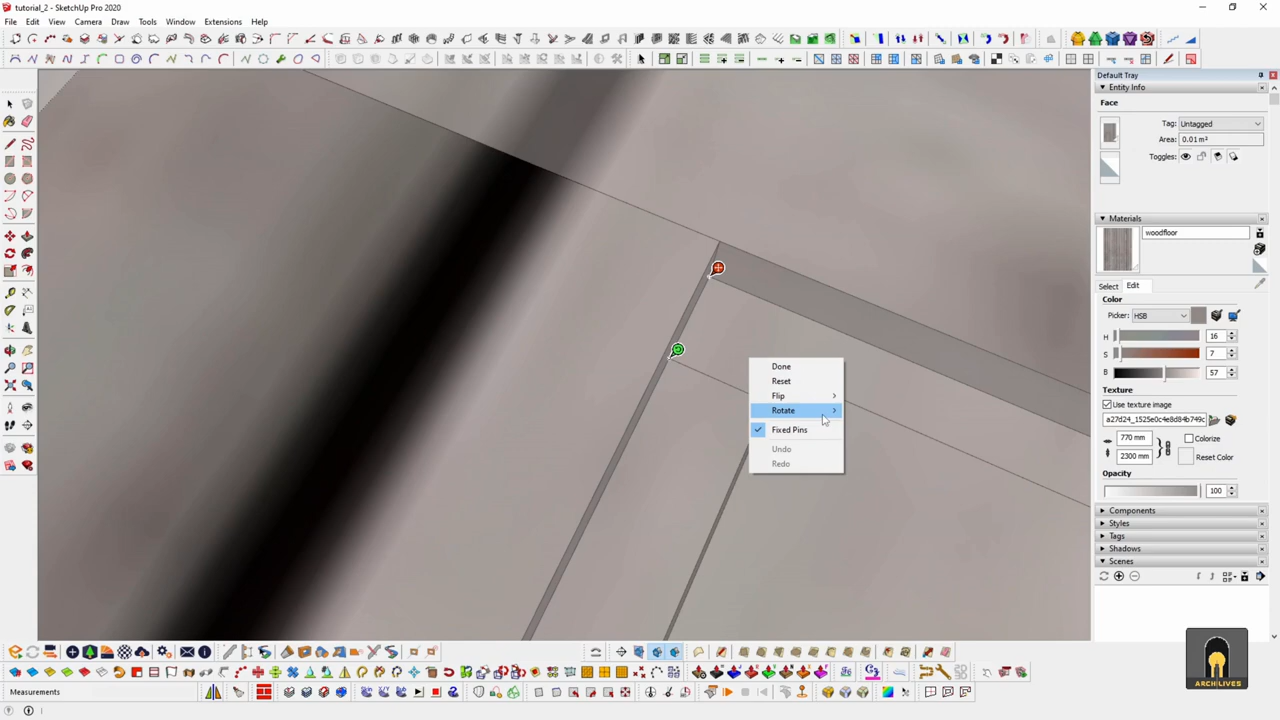 tutorial_2 - SketchUp Pro 2020
File Edit View Camera Draw Tools Window Extensions Help
Default Tray
Entity Info
Face
Tag: Untagged
Area: 0.01 m²
Toggles:
Materials
woodfloor
Select Edit
Color
Picker: HSB
H 16
S 7
B 57
Texture
Use texture image
a27d24_1525e0c4e8d84b749c
770 mm
Colorize
2300 mm
Reset Color
Opacity
100
Components
Styles
Tags
Shadows
Scenes
Done
Reset
Flip
Rotate
Fixed Pins
Undo
Redo
Measurements
ARCHLIVES